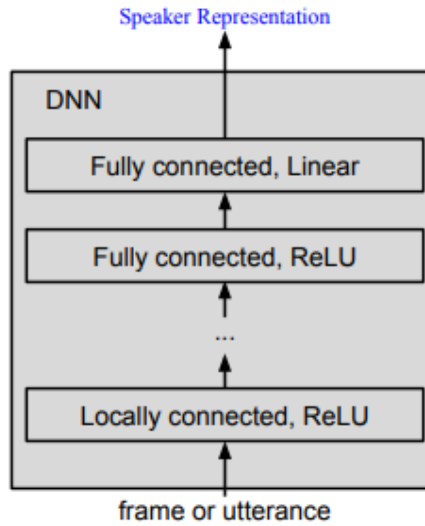 Speaker Representation
DNN
Fully connected, Linear
Fully connected, ReLU
...
Locally connected, ReLU
frame or utterance